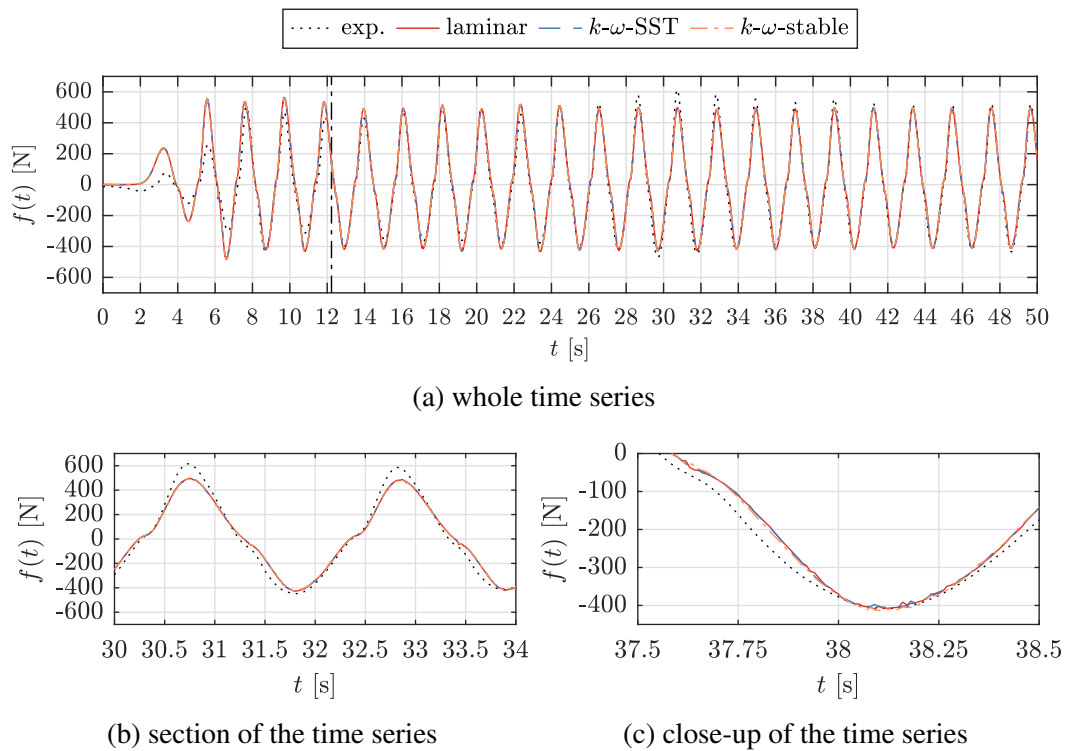 exp. laminar k-ω-SST k-ω-stable
600
400
200
0
-200
-400
-600
f(t) [N]
0 2 4 6 8 10 12 14 16 18 20 22 24 26 28 30 32 34 36 38 40 42 44 46 48 50
t [s]
(a) whole time series
600
400
200
0
-200
-400
-600
f(t) [N]
30 30.5 31 31.5 32 32.5 33 33.5 34
t [s]
(b) section of the time series
0
-100
-200
-300
-400
f(t) [N]
37.5 37.75 38 38.25 38.5
t [s]
(c) close-up of the time series